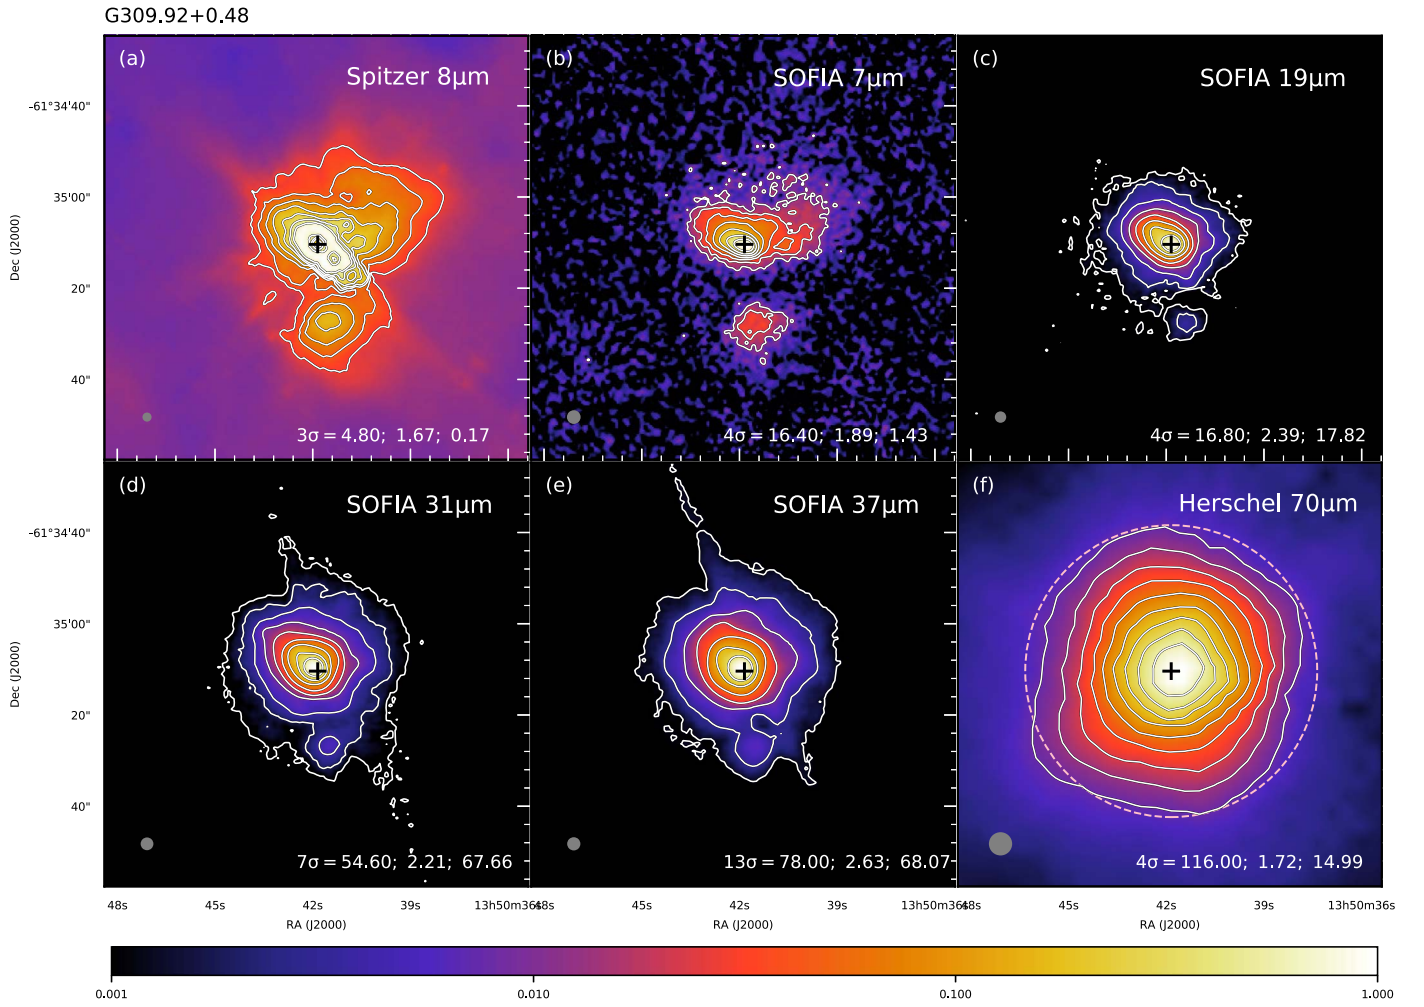 G309.92+0.48
(a)
Spitzer 8μm
3σ = 4.80; 1.67; 0.17
(b)
SOFIA 7μm
4σ = 16.40; 1.89; 1.43
(c)
SOFIA 19μm
4σ = 16.80; 2.39; 17.82
-61°34'40"
35'00"
20"
40"
Dec (J2000)
(d)
SOFIA 31μm
7σ = 54.60; 2.21; 67.66
(e)
SOFIA 37μm
13σ = 78.00; 2.63; 68.07
(f)
Herschel 70μm
4σ = 116.00; 1.72; 14.99
-61°34'40"
35'00"
20"
40"
Dec (J2000)
48s 45s 42s 39s 13h50m36s
RA (J2000)
48s 45s 42s 39s 13h50m36s
RA (J2000)
48s 45s 42s 39s 13h50m36s
RA (J2000)
0.001 0.010 0.100 1.000